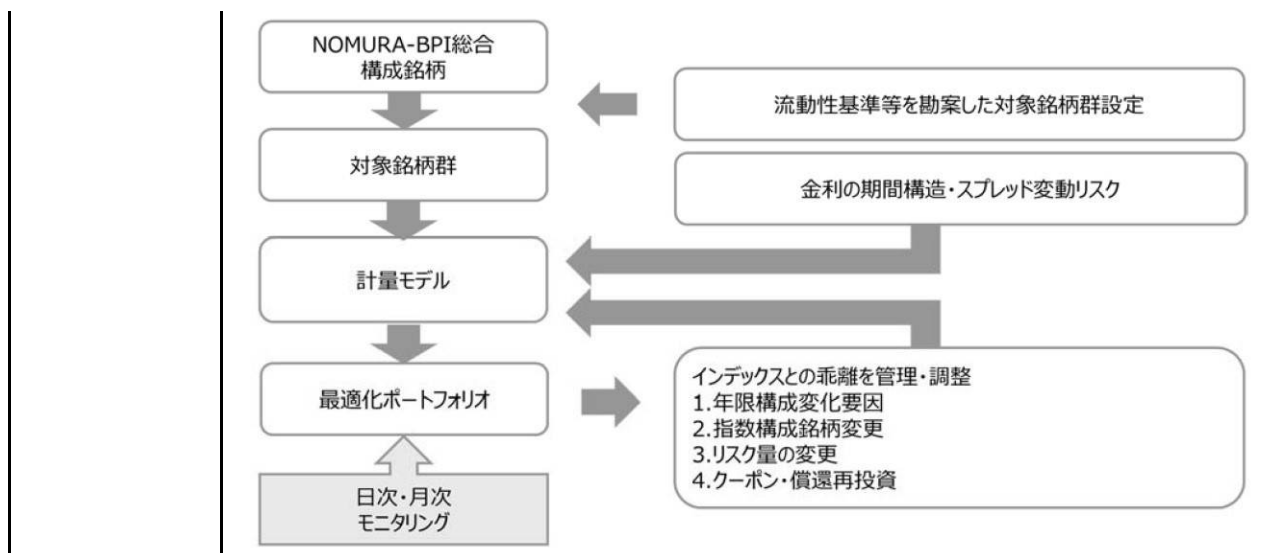 NOMURA-BPI総合
構成銘柄
流動性基準等を勘案した対象銘柄群設定
対象銘柄群
金利の期間構造・スプレッド変動リスク
計量モデル
最適化ポートフォリオ
インデックスとの乖離を管理・調整
1.年限構成変化要因
2.指数構成銘柄変更
3.リスク量の変更
4.クーポン・償還再投資
日次・月次
モニタリング